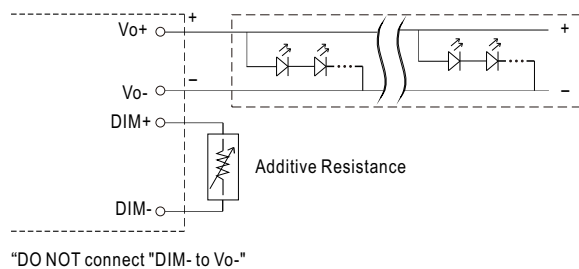 Vo+ + +
Vo- − −
DIM+
Additive Resistance
DIM-
“DO NOT connect "DIM- to Vo-"